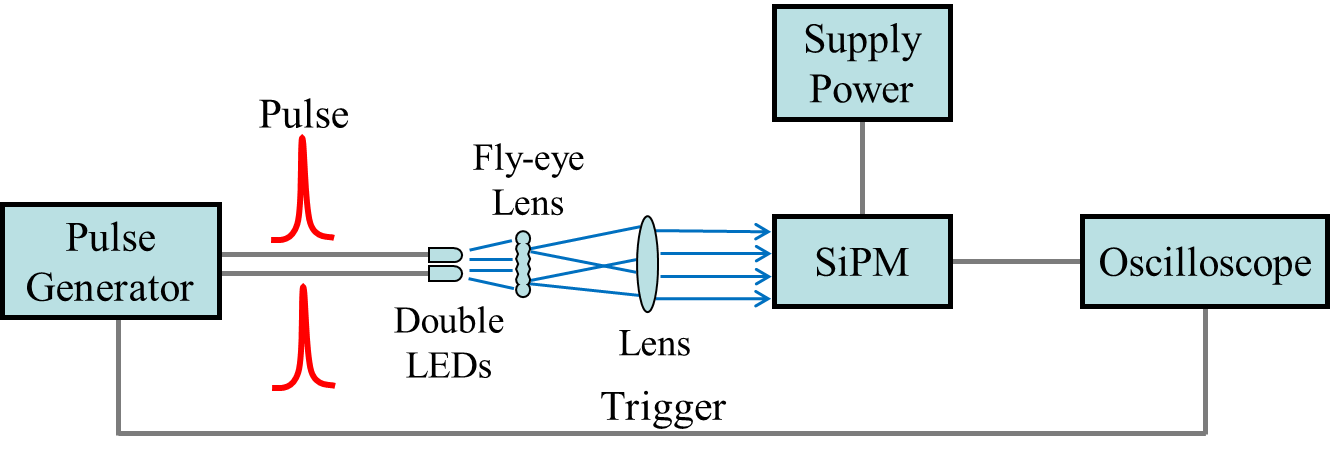 Supply
Power
Pulse
Fly-eye
Lens
Pulse
Generator
SiPM
Oscilloscope
Double
LEDs
Lens
Trigger